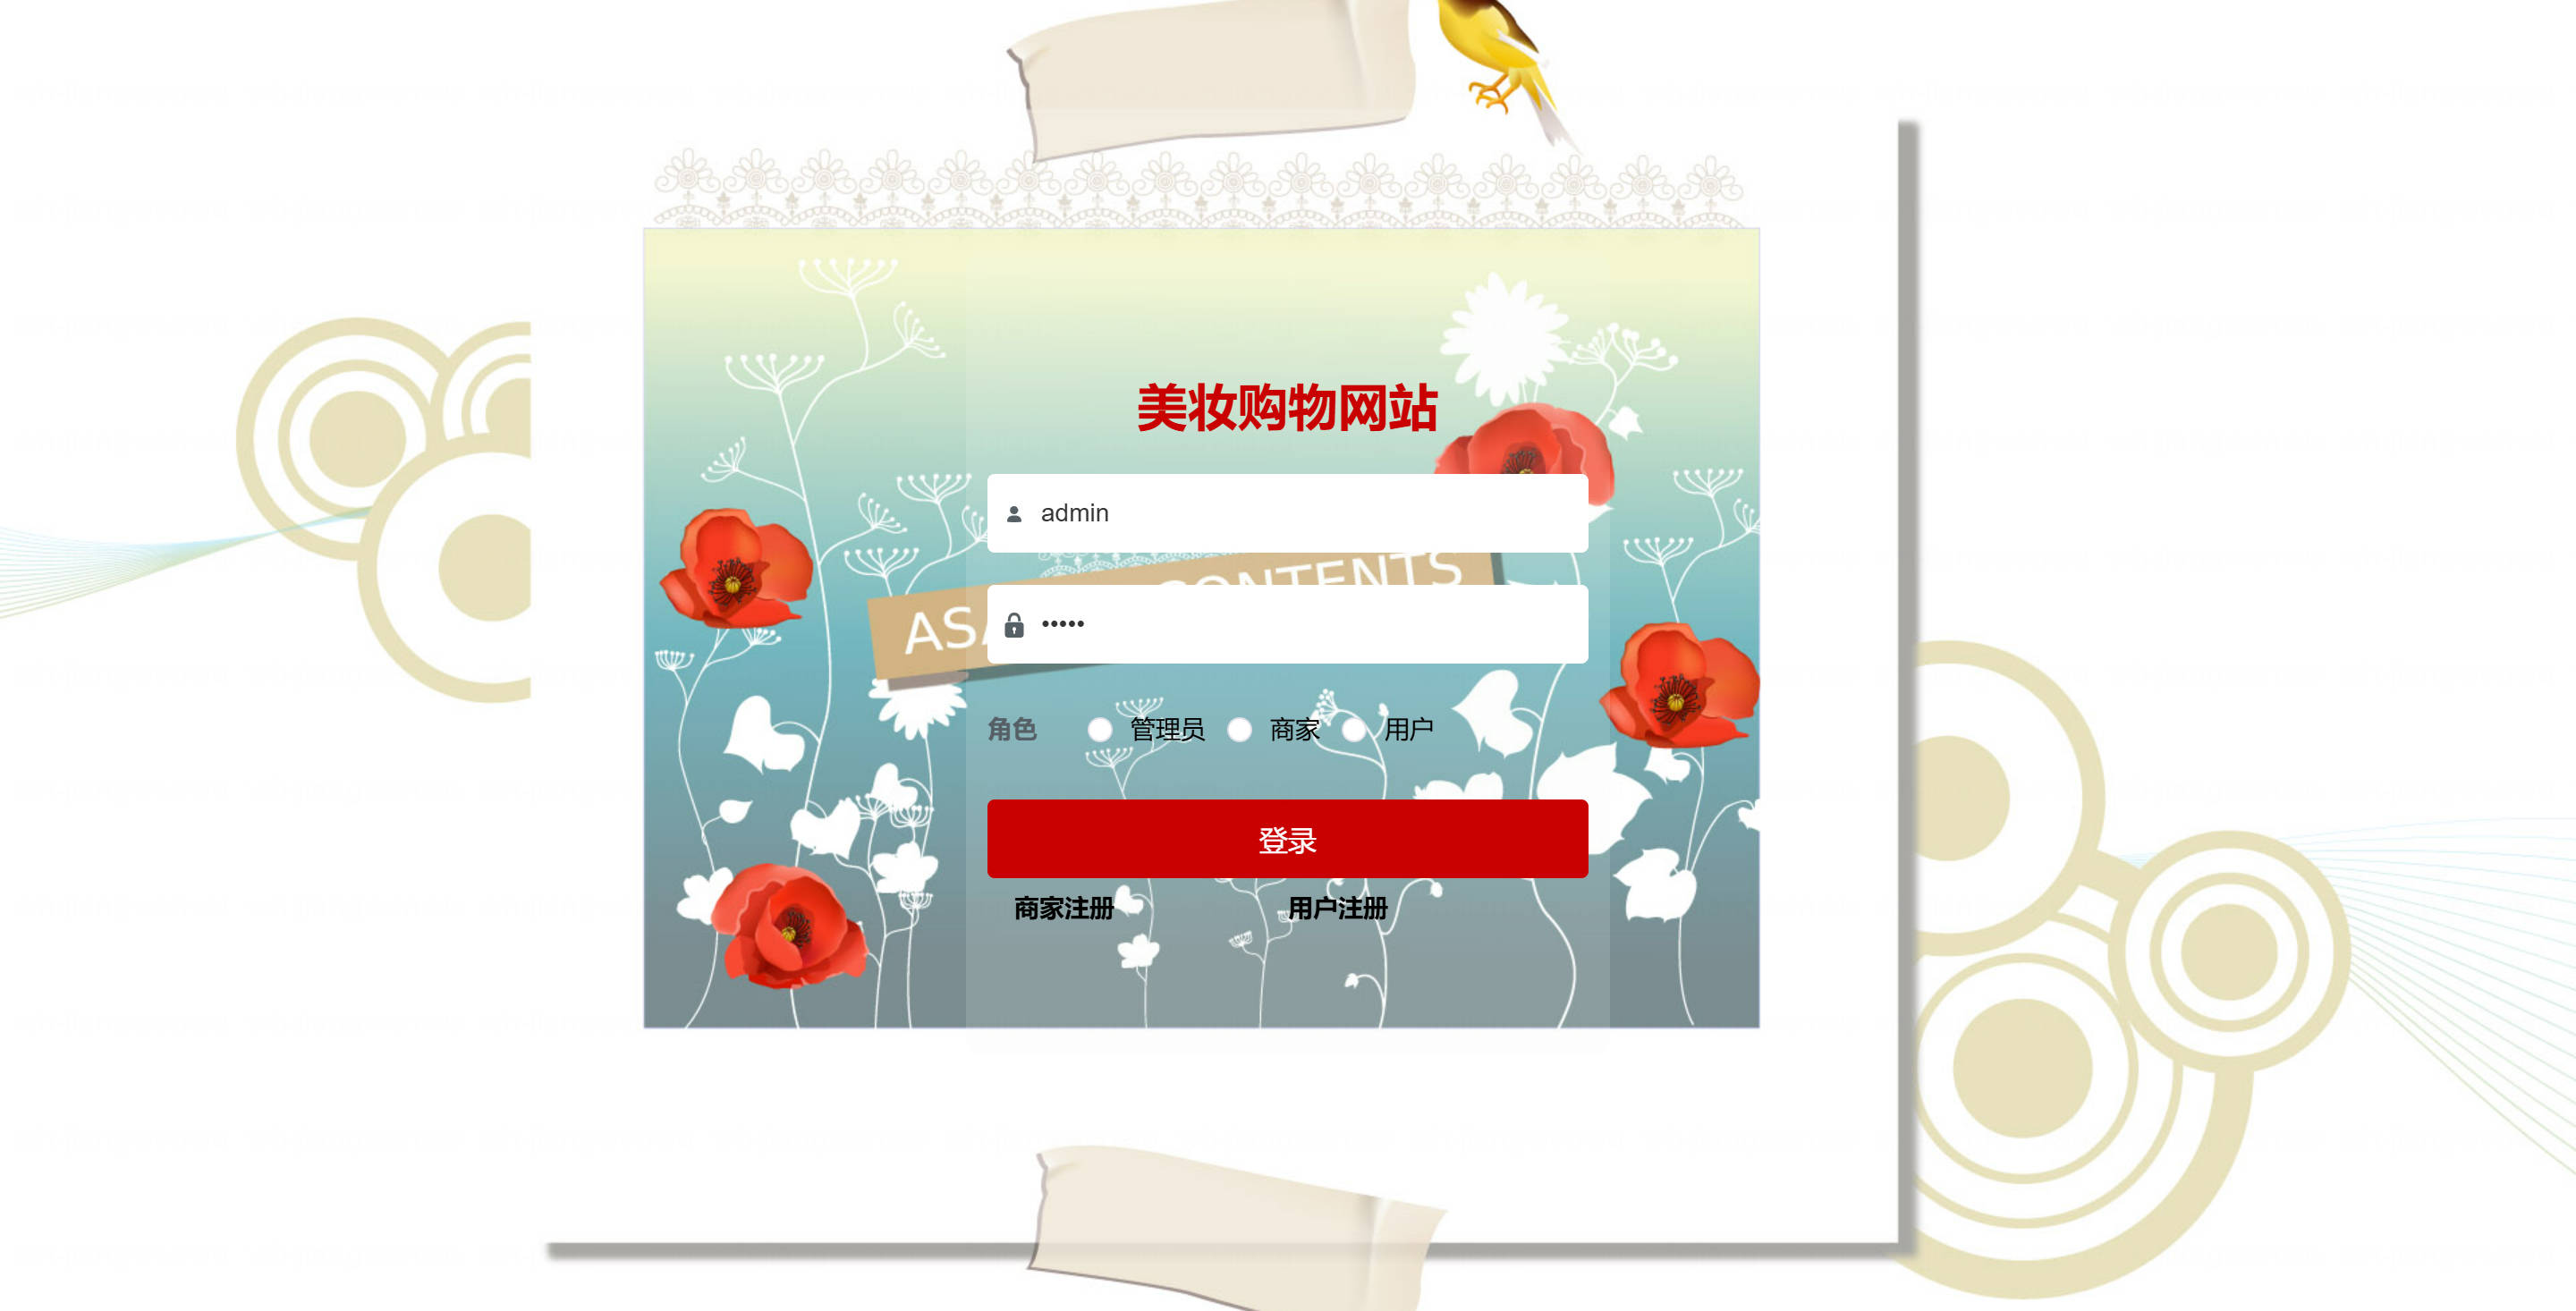 美妆购物网站
admin
CONTENTS
•••••
角色 管理员 商家 用户
登录
商家注册 用户注册